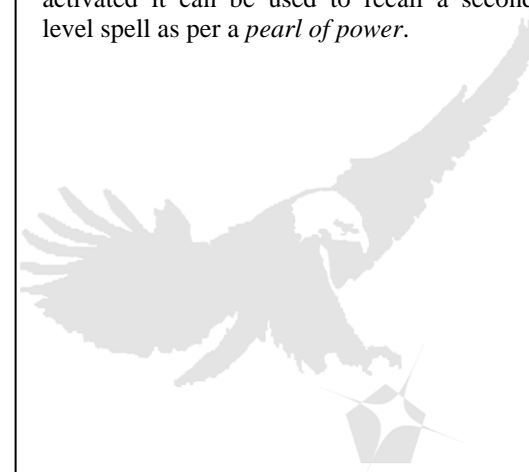 activated it can be used to recall a second
level spell as per a pearl of power.